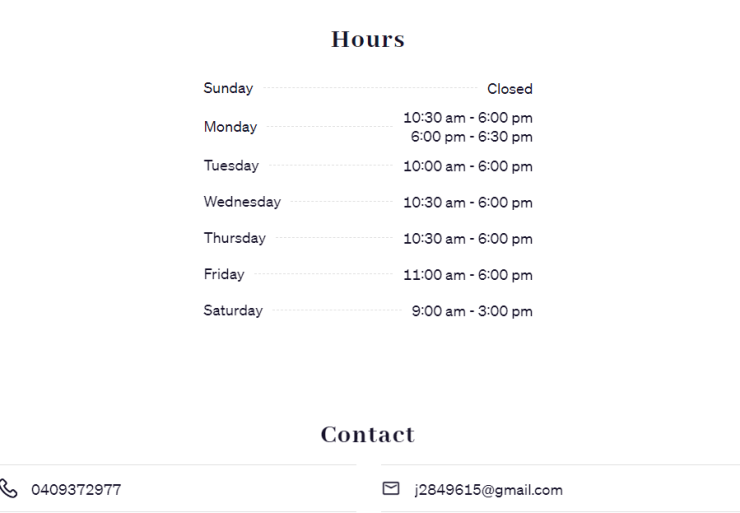 Hours
Sunday Closed
Monday 10:30 am - 6:00 pm
6:00 pm - 6:30 pm
Tuesday 10:00 am - 6:00 pm
Wednesday 10:30 am - 6:00 pm
Thursday 10:30 am - 6:00 pm
Friday 11:00 am - 6:00 pm
Saturday 9:00 am - 3:00 pm
Contact
0409372977 j2849615@gmail.com